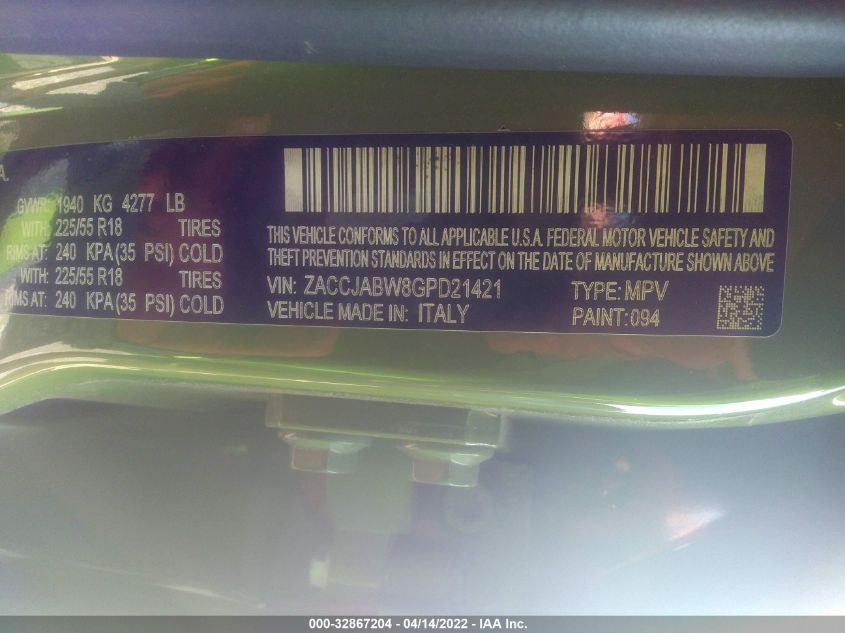 A.
GVWR: 1940 KG 4277 LB
WITH: 225/55 R18 TIRES
RIMS AT: 240 KPA (35 PSI) COLD
WITH: 225/55 R18 TIRES
RIMS AT: 240 KPA (35 PSI) COLD
THIS VEHICLE CONFORMS TO ALL APPLICABLE U.S.A. FEDERAL MOTOR VEHICLE SAFETY AND
THEFT PREVENTION STANDARDS IN EFFECT ON THE DATE OF MANUFACTURE SHOWN ABOVE
VIN: ZACCJABW8GPD21421 TYPE: MPV
VEHICLE MADE IN: ITALY PAINT: 094
000-32867204 - 04/14/2022 - IAA Inc.